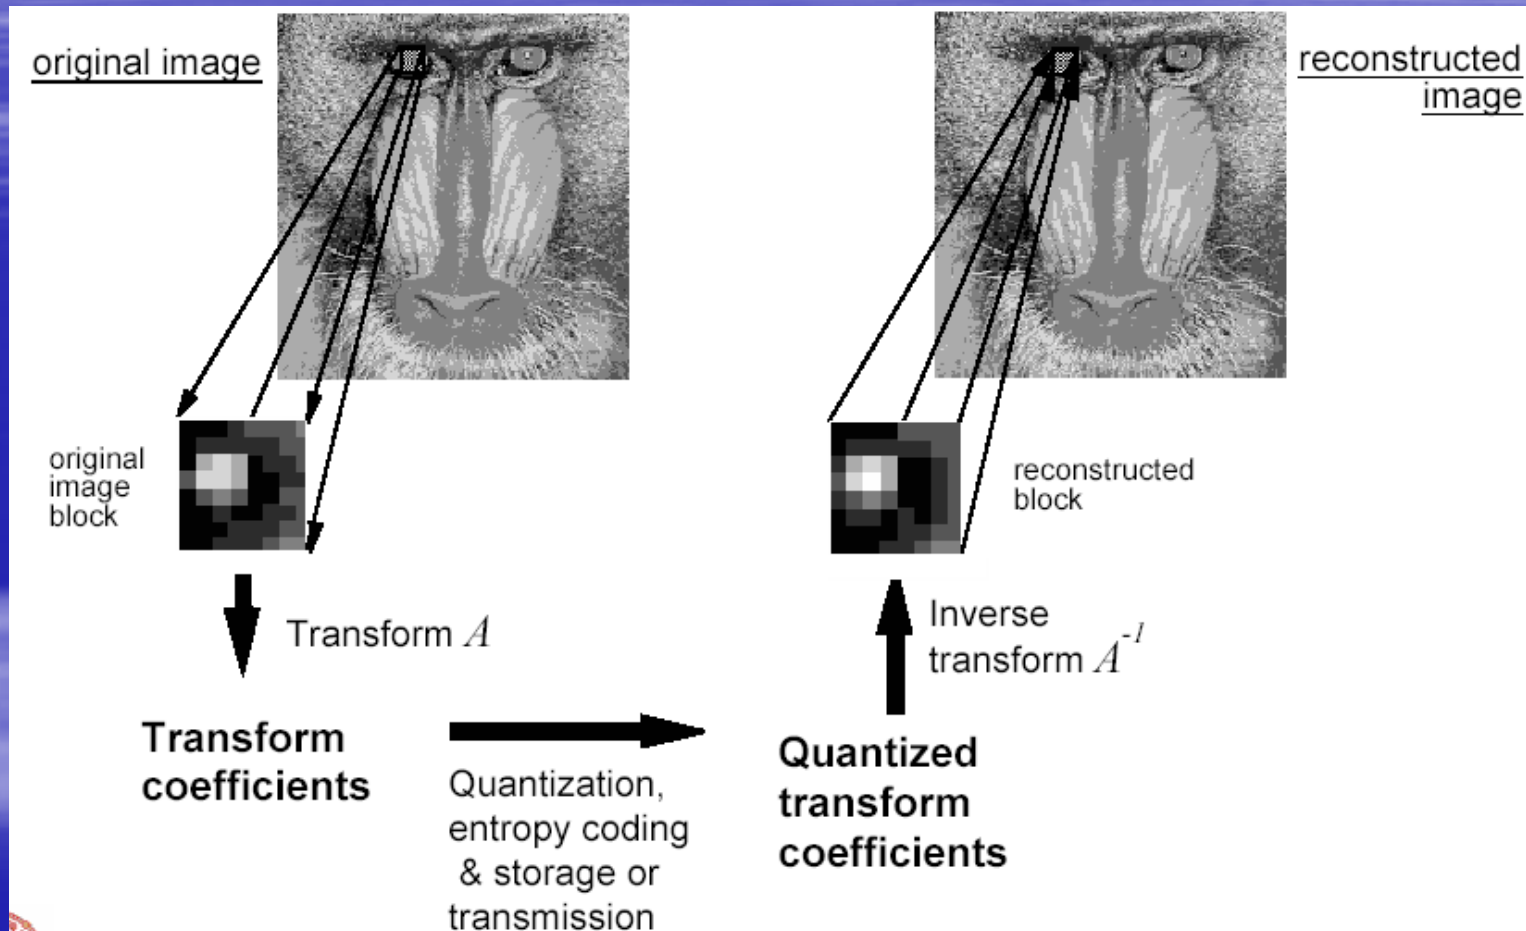 original image
reconstructed
image
original
image
block
reconstructed
block
Transform A
Inverse
transform A^-1
Transform
coefficients
Quantization,
entropy coding
& storage or
transmission
Quantized
transform
coefficients